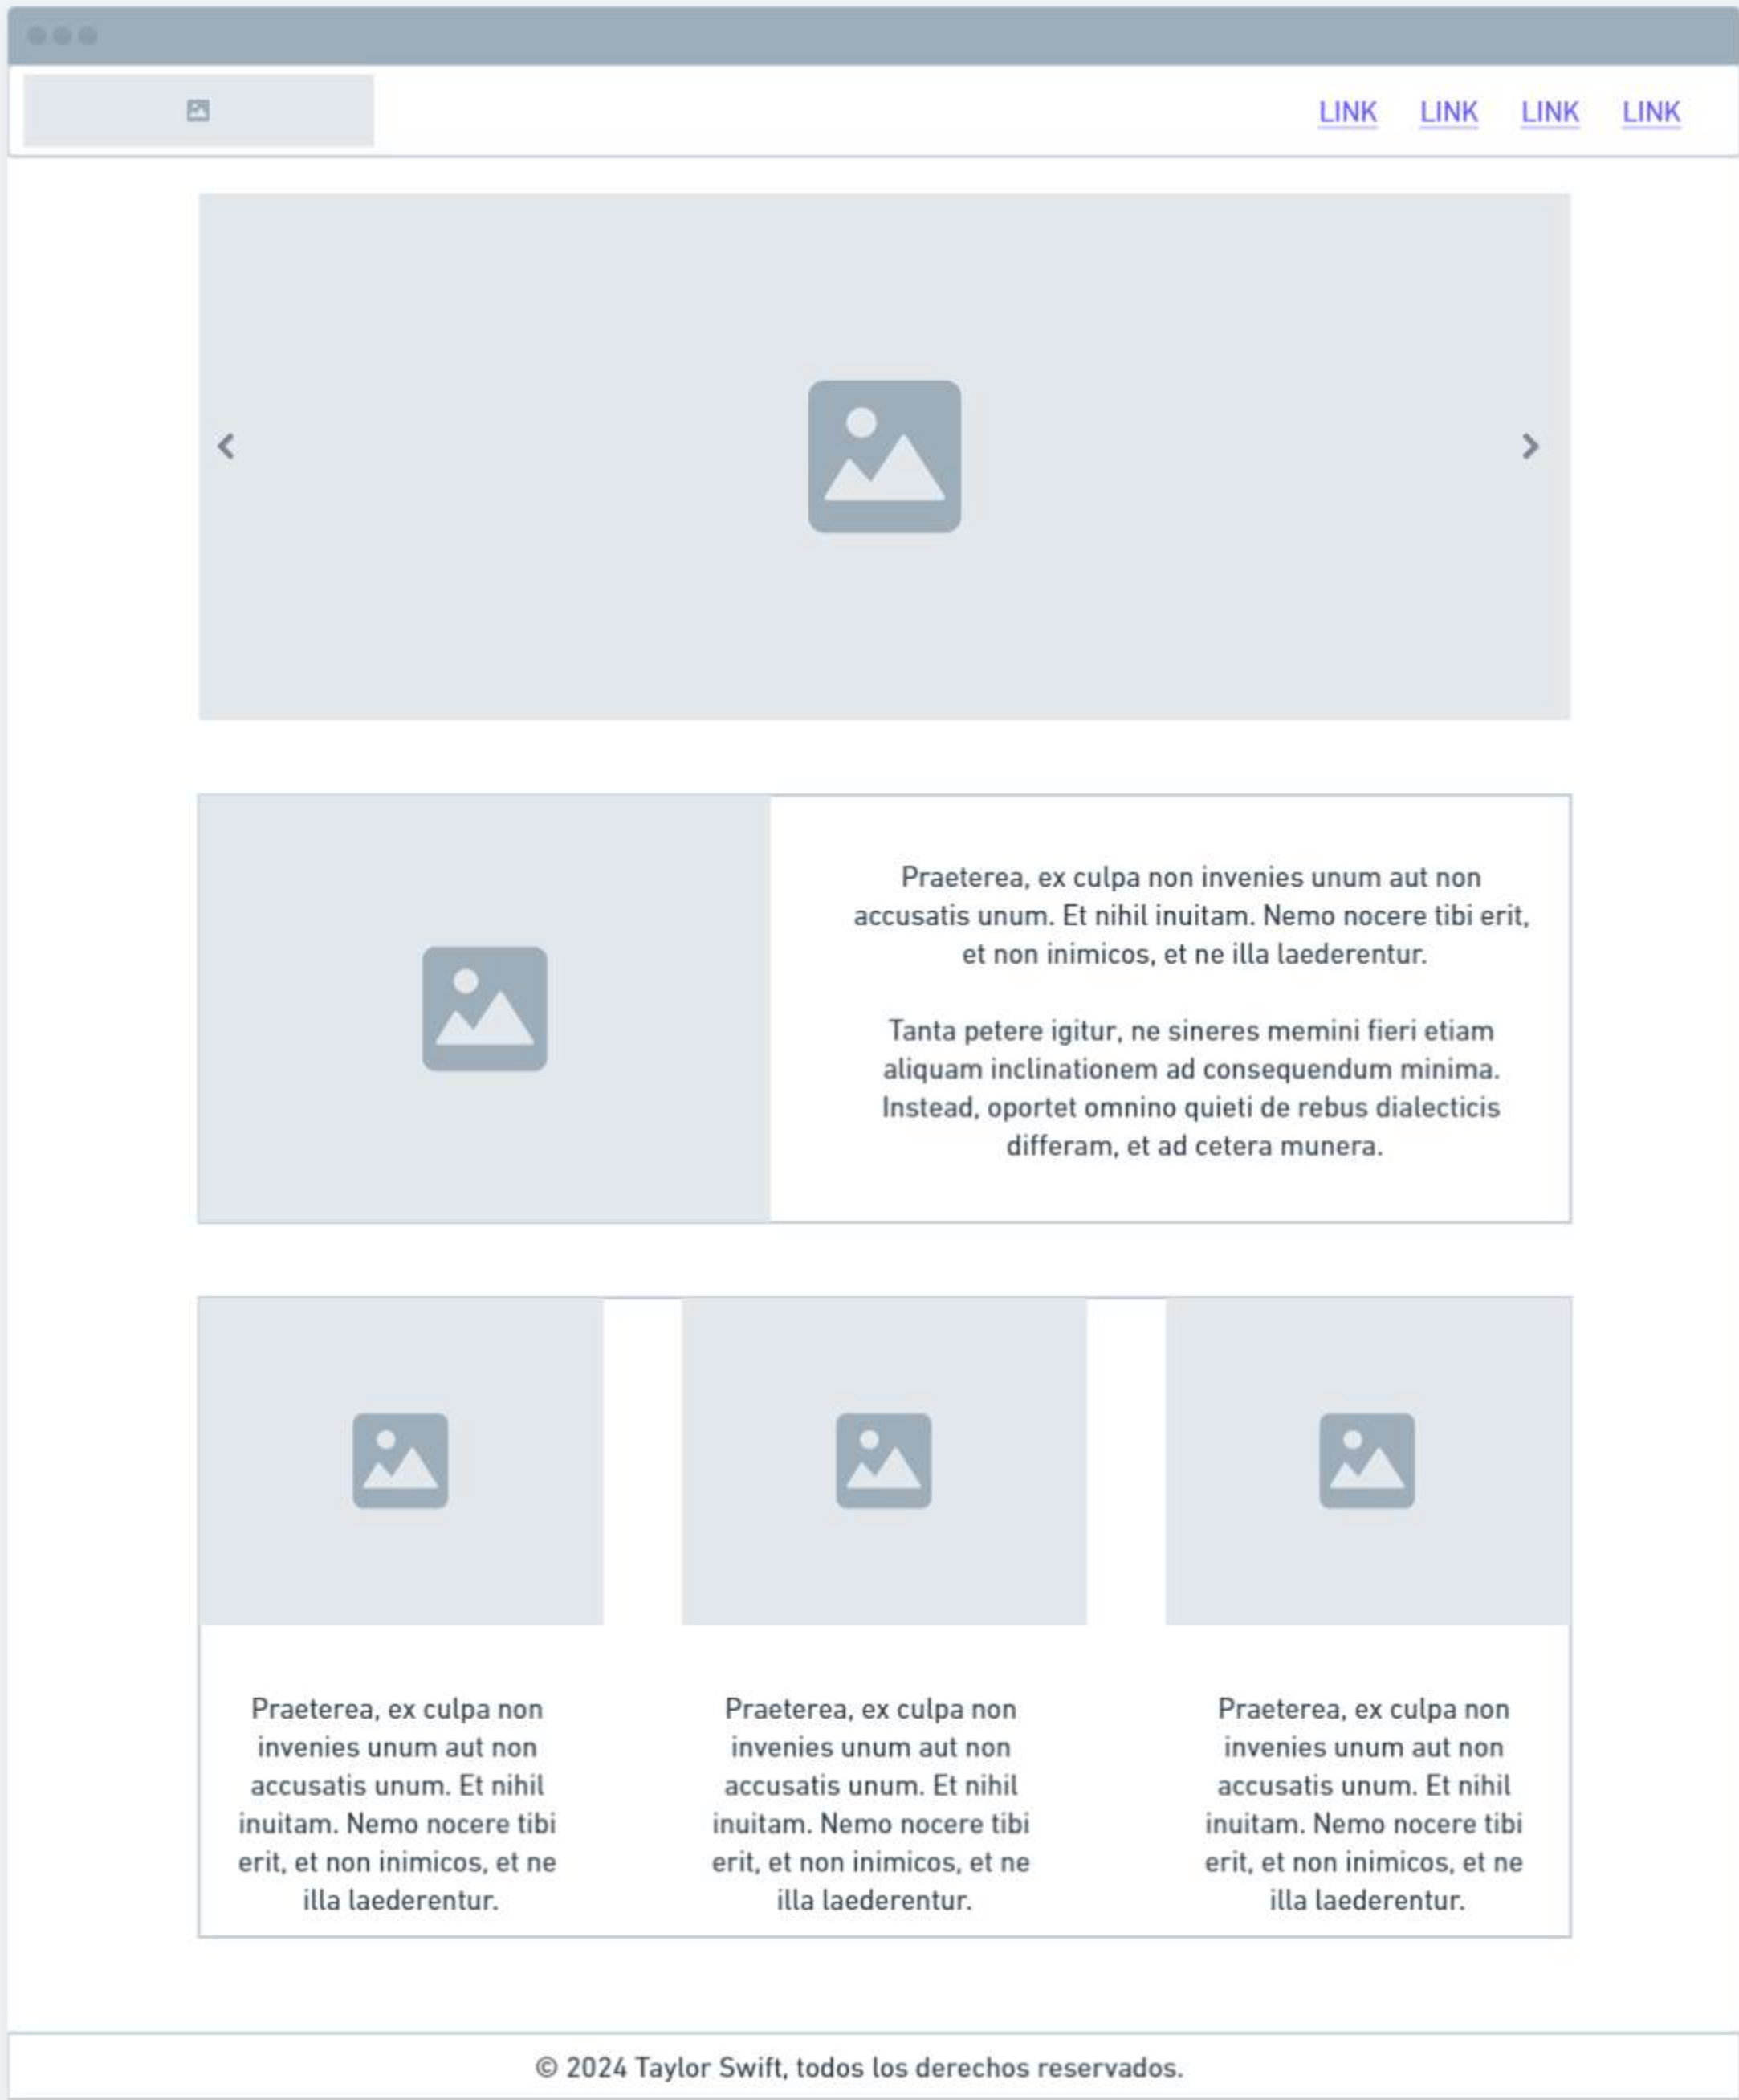 LINK LINK LINK LINK
Praeterea, ex culpa non invenies unum aut non
accusatis unum. Et nihil inuitam. Nemo nocere tibi erit,
et non inimicos, et ne illa laederentur.
Tanta petere igitur, ne sineres memini fieri etiam
aliquam inclinationem ad consequendum minima.
Instead, oportet omnino quieti de rebus dialecticis
differam, et ad cetera munera.
Praeterea, ex culpa non
invenies unum aut non
accusatis unum. Et nihil
inuitam. Nemo nocere tibi
erit, et non inimicos, et ne
illa laederentur.
Praeterea, ex culpa non
invenies unum aut non
accusatis unum. Et nihil
inuitam. Nemo nocere tibi
erit, et non inimicos, et ne
illa laederentur.
Praeterea, ex culpa non
invenies unum aut non
accusatis unum. Et nihil
inuitam. Nemo nocere tibi
erit, et non inimicos, et ne
illa laederentur.
© 2024 Taylor Swift, todos los derechos reservados.